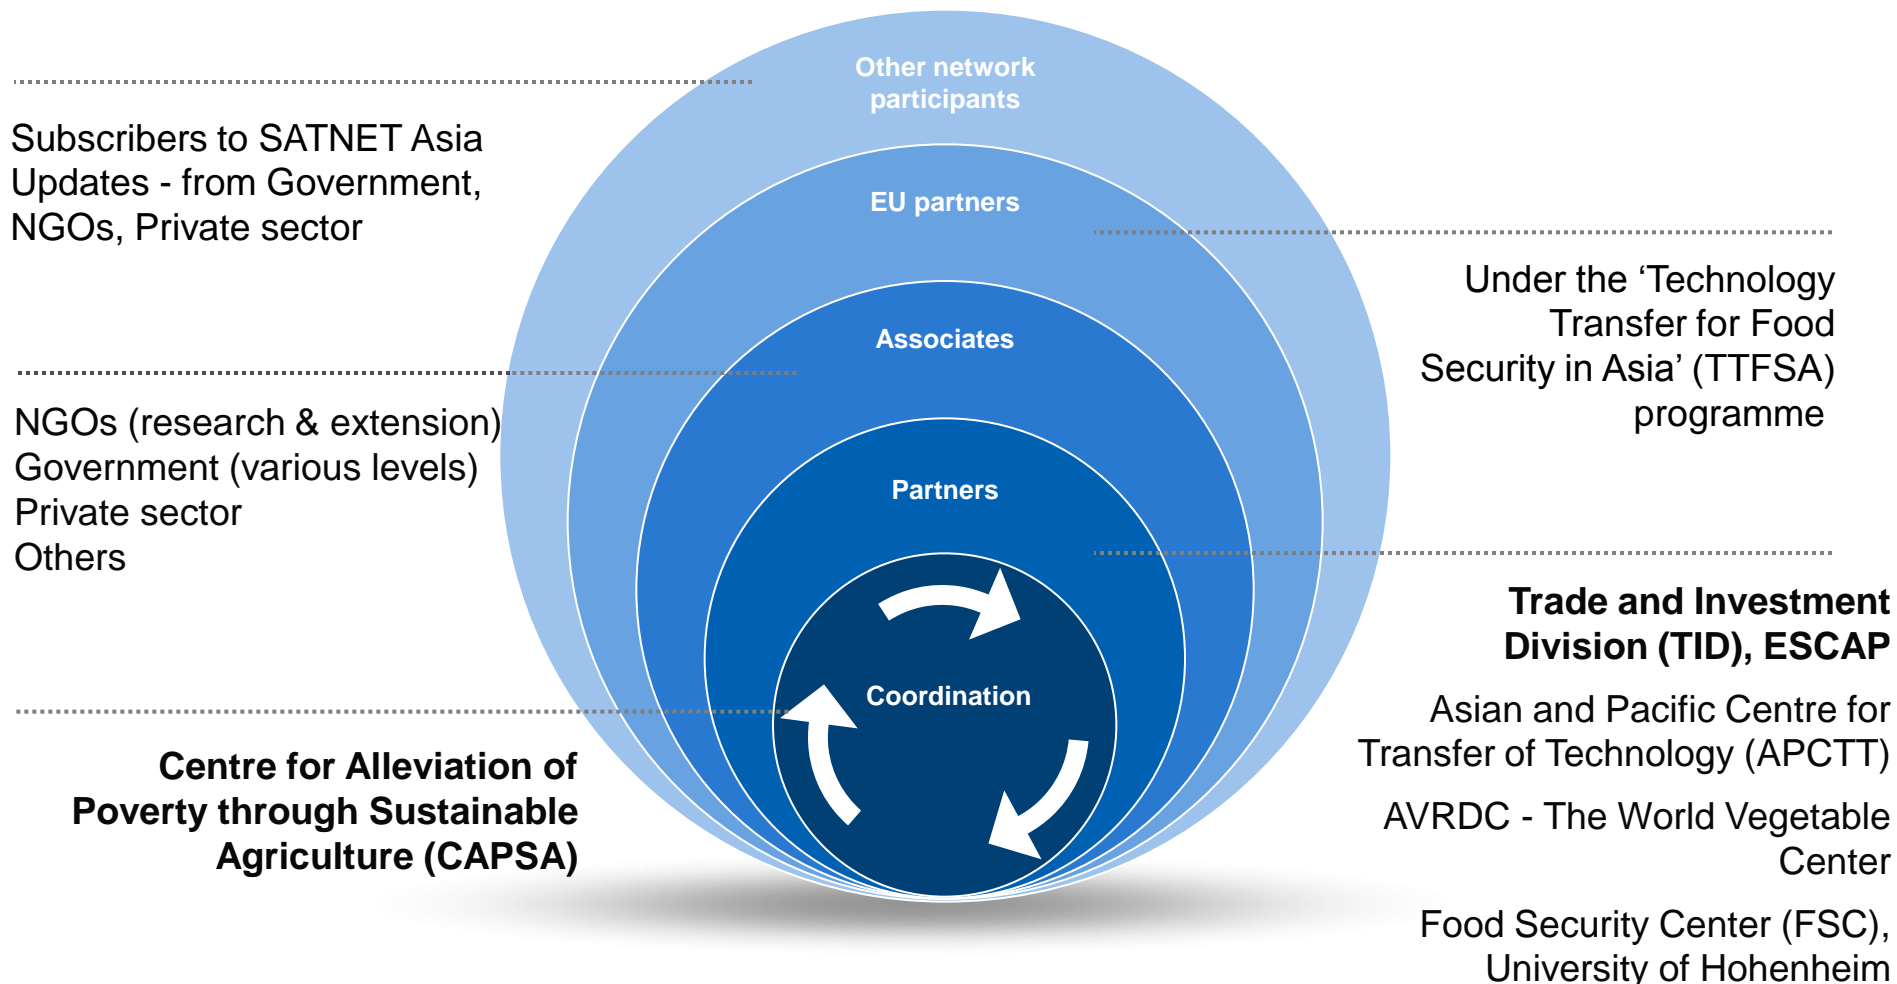 Other network
participants
Subscribers to SATNET Asia
Updates - from Government,
NGOs, Private sector
EU partners
Under the ‘Technology
Transfer for Food
Security in Asia’ (TTFSA)
programme
Associates
NGOs (research & extension)
Government (various levels)
Private sector
Others
Partners
Trade and Investment
Division (TID), ESCAP
Asian and Pacific Centre for
Transfer of Technology (APCTT)
AVRDC - The World Vegetable
Center
Food Security Center (FSC),
University of Hohenheim
Coordination
Centre for Alleviation of
Poverty through Sustainable
Agriculture (CAPSA)